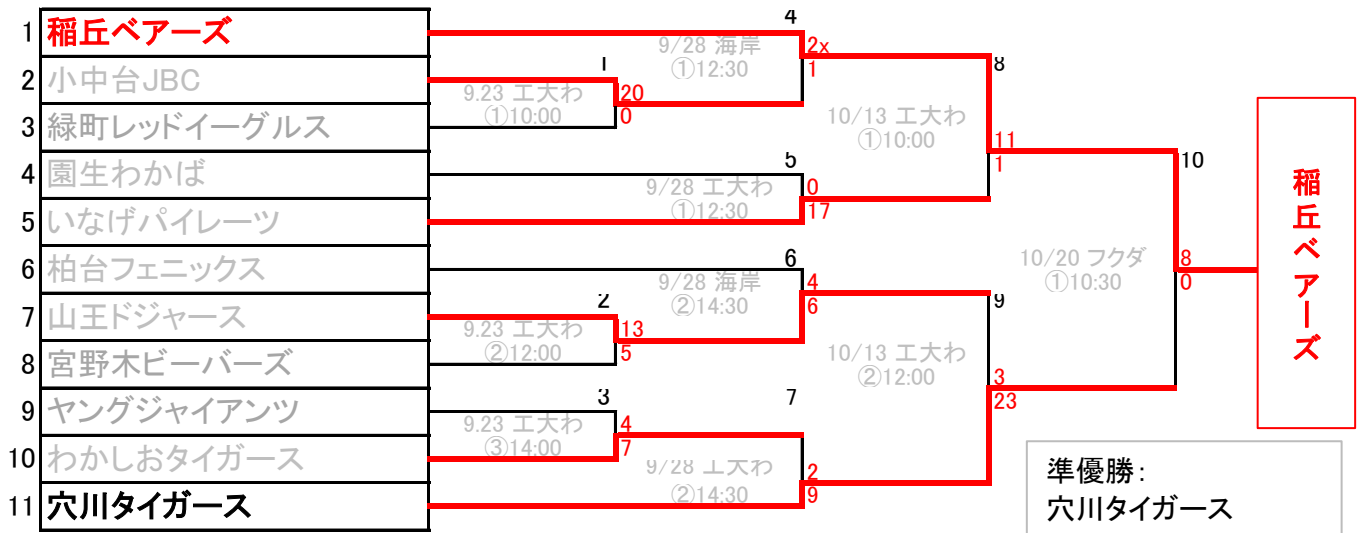 1 稲丘ベアーズ
2 小中台JBC
3 緑町レッドイーグルス
4 園生わかば
5 いなげパイレーツ
6 柏台フェニックス
7 山王ドジャース
8 宮野木ビーバーズ
9 ヤングジャイアンツ
10 わかしおタイガース
11 穴川タイガース
1
9.23 工大わ
①10:00
20
0
2
9.23 工大わ
②12:00
13
5
3
9.23 工大わ
③14:00
4
7
4
9/28 海岸
①12:30
2x
1
5
9/28 工大わ
①12:30
0
17
6
9/28 海岸
②14:30
4
6
7
9/28 工大わ
②14:30
2
9
8
10/13 工大わ
①10:00
11
1
9
10/13 工大わ
②12:00
3
23
10
10/20 フクダ
①10:30
8
0
稲丘ベアーズ
準優勝:
穴川タイガース